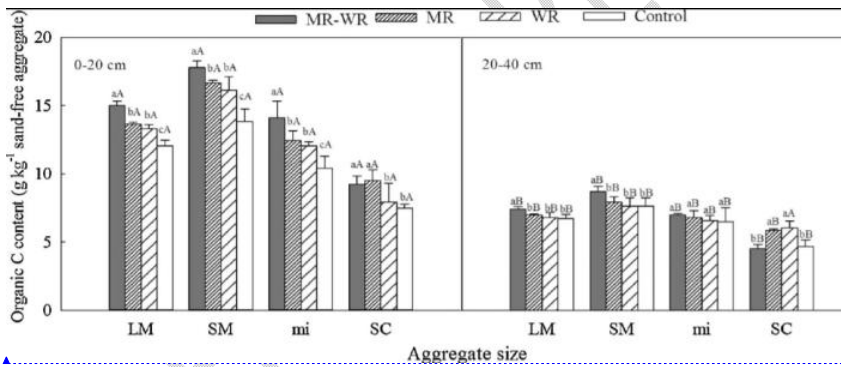 MR-WR MR WR Control
Organic C content (g kg⁻¹ sand-free aggregate)
20
15
10
5
0
0-20 cm
aA bA bA cA
aA bA bA cA
aA bA bA cA
aA aA bA bA
20-40 cm
aB bB bB bB
aB bB bB bB
aB aB aB aB
bB aB aA bB
LM SM mi SC LM SM mi SC
Aggregate size